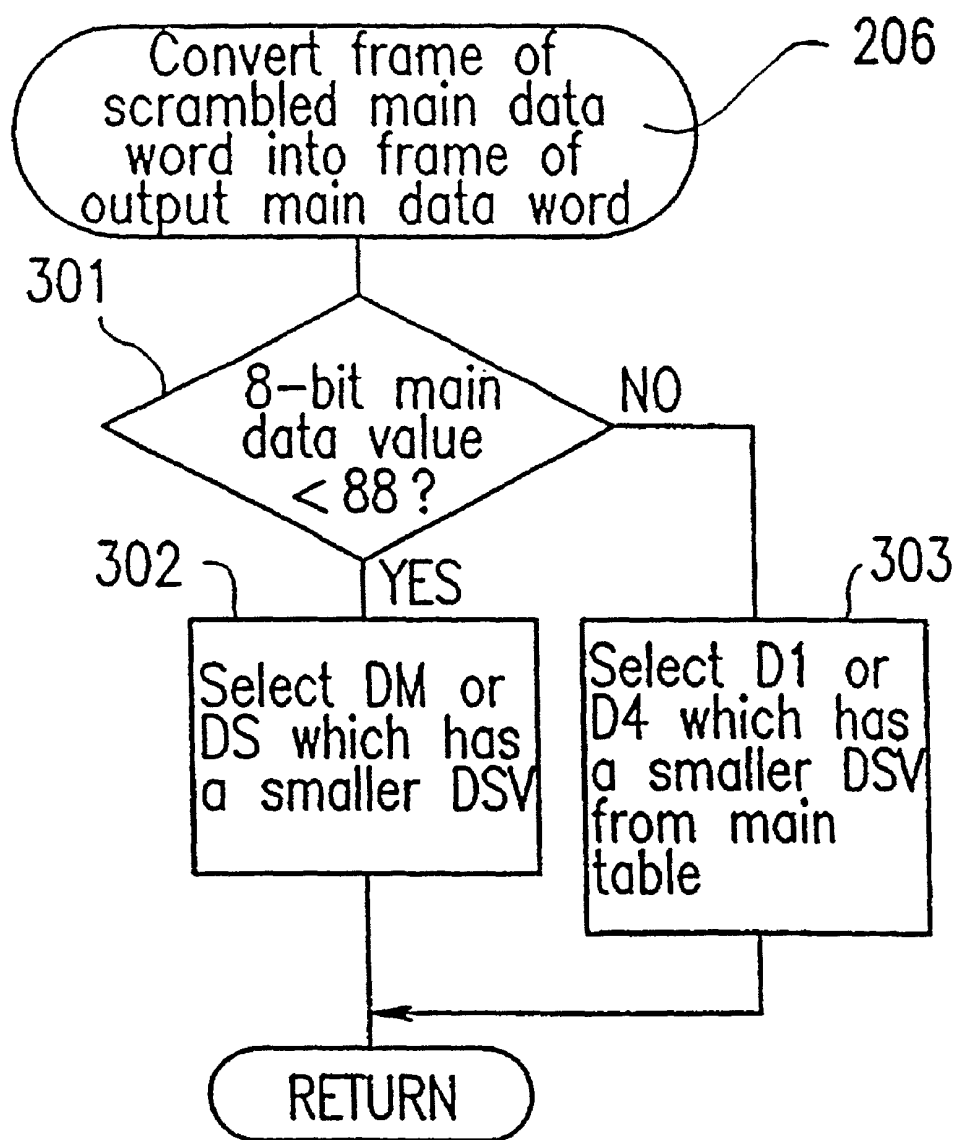 Convert frame of
scrambled main data
word into frame of
output main data word
206
301
8-bit main
data value
< 88 ?
NO
YES
302
Select DM or
DS which has
a smaller DSV
303
Select D1 or
D4 which has
a smaller DSV
from main
table
RETURN